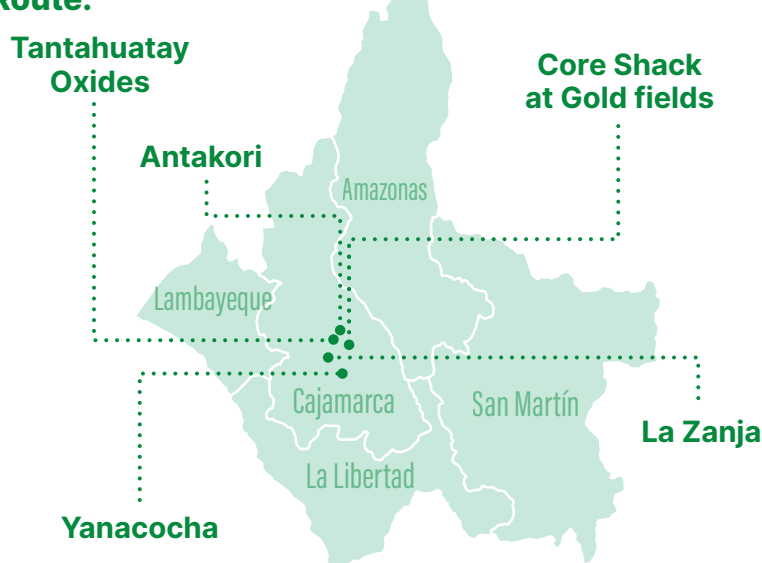 Route:
Tantahuatay
Oxides
Core Shack
at Gold fields
Antakori
Amazonas
Lambayeque
Cajamarca
San Martín
La Zanja
La Libertad
Yanacocha